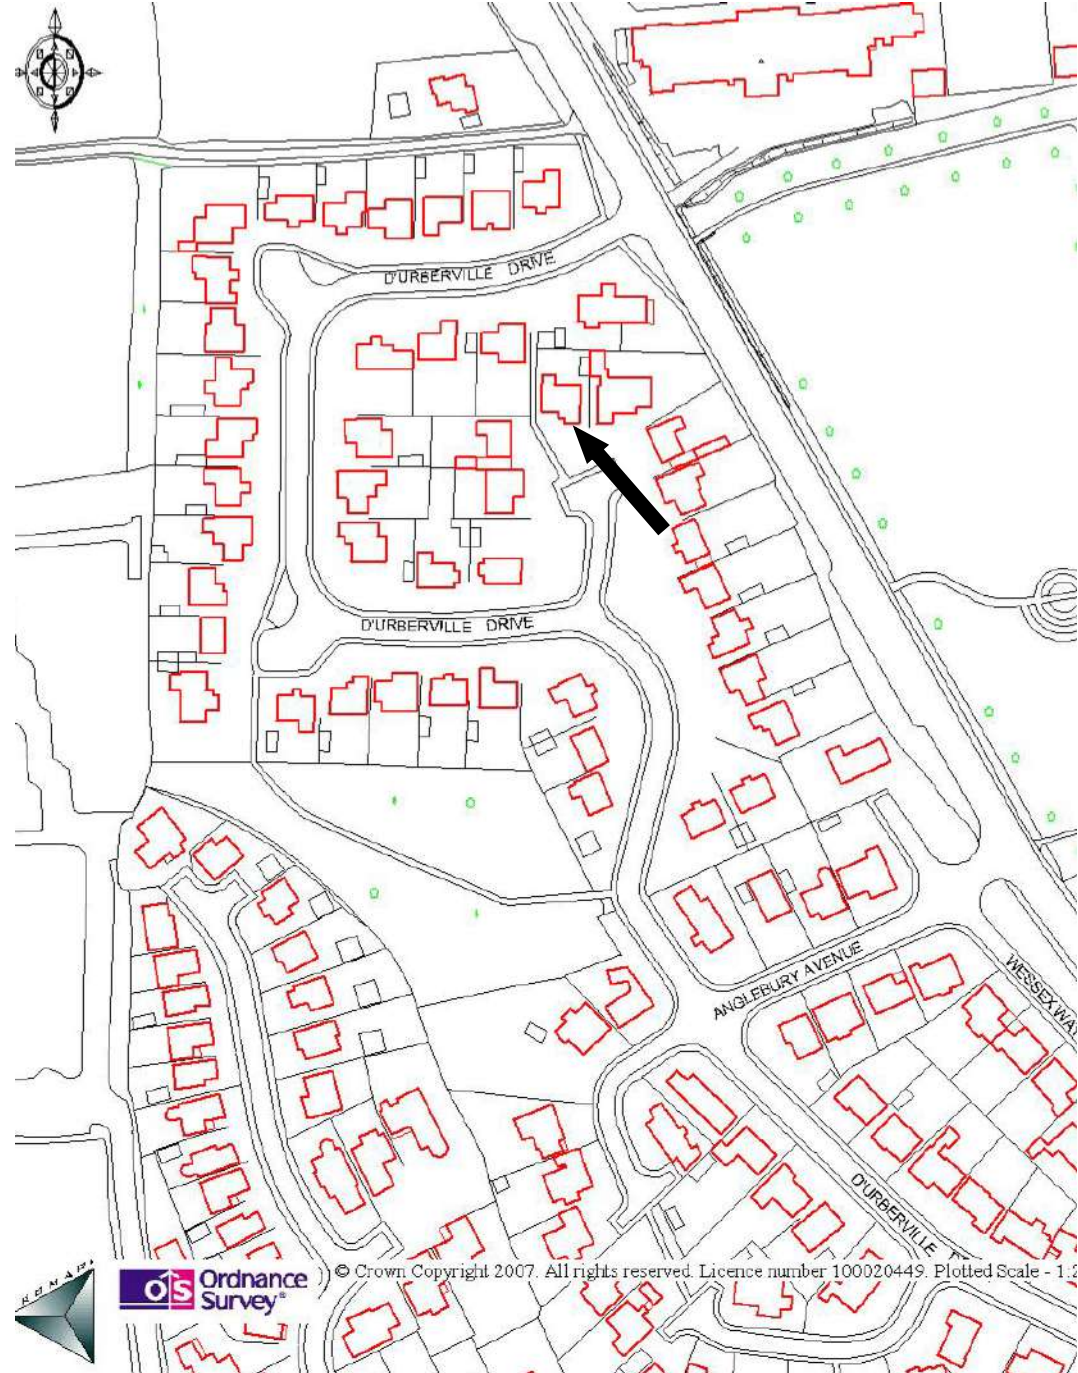 D'URBERVILLE DRIVE
D'URBERVILLE DRIVE
ANGLEBURY AVENUE
WESSEX WAY
D'URBERVILLE
Ordnance
Survey®
OS
© Crown Copyright 2007. All rights reserved. Licence number 100020449. Plotted Scale - 1:2